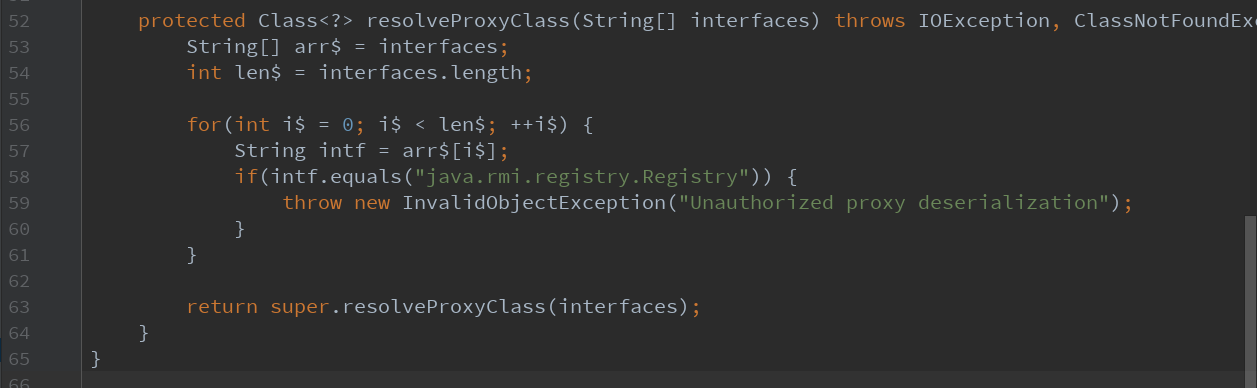 52 protected Class<?> resolveProxyClass(String[] interfaces) throws IOException, ClassNotFoundExc
53 String[] arr$ = interfaces;
54 int len$ = interfaces.length;
55
56 for(int i$ = 0; i$ < len$; ++i$) {
57 String intf = arr$[i$];
58 if(intf.equals("java.rmi.registry.Registry")) {
59 throw new InvalidObjectException("Unauthorized proxy deserialization");
60 }
61 }
62
63 return super.resolveProxyClass(interfaces);
64 }
65 }
66